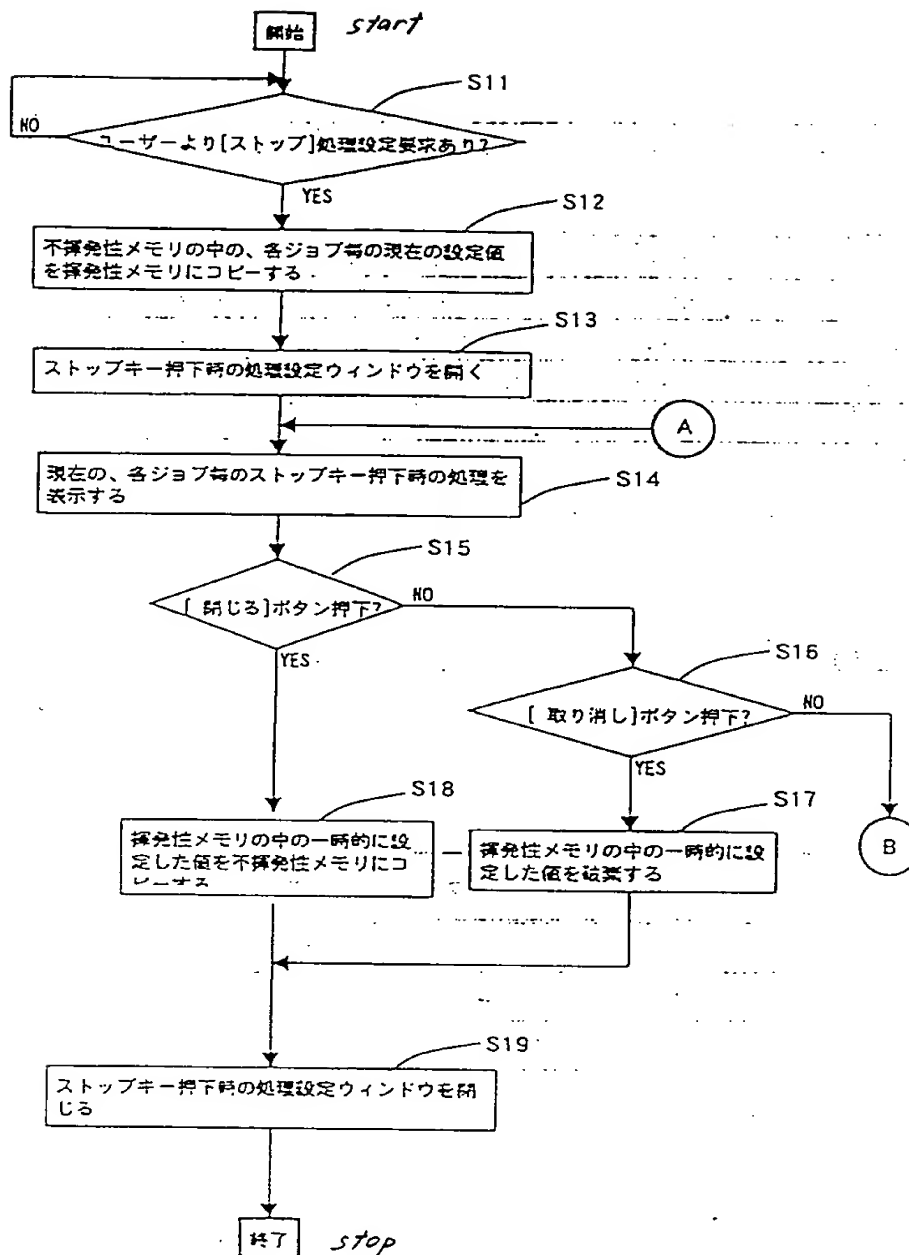 開始 start
S11
NO
ユーザーより[ストップ]処理設定要求あり?
YES
S12
不揮発性メモリの中の、各ジョブ毎の現在の設定値
を揮発性メモリにコピーする
S13
ストップキー押下時の処理設定ウィンドウを開く
A
現在の、各ジョブ毎のストップキー押下時の処理を
表示する
S14
S15
[ 閉じる]ボタン押下?
NO
YES
S16
[ 取り消し]ボタン押下?
NO
YES
S18
揮発性メモリの中の一時的に設
定した値を不揮発性メモリにコ
ピーする
S17
揮発性メモリの中の一時的に設
定した値を破棄する
B
S19
ストップキー押下時の処理設定ウィンドウを閉
じる
終了 stop